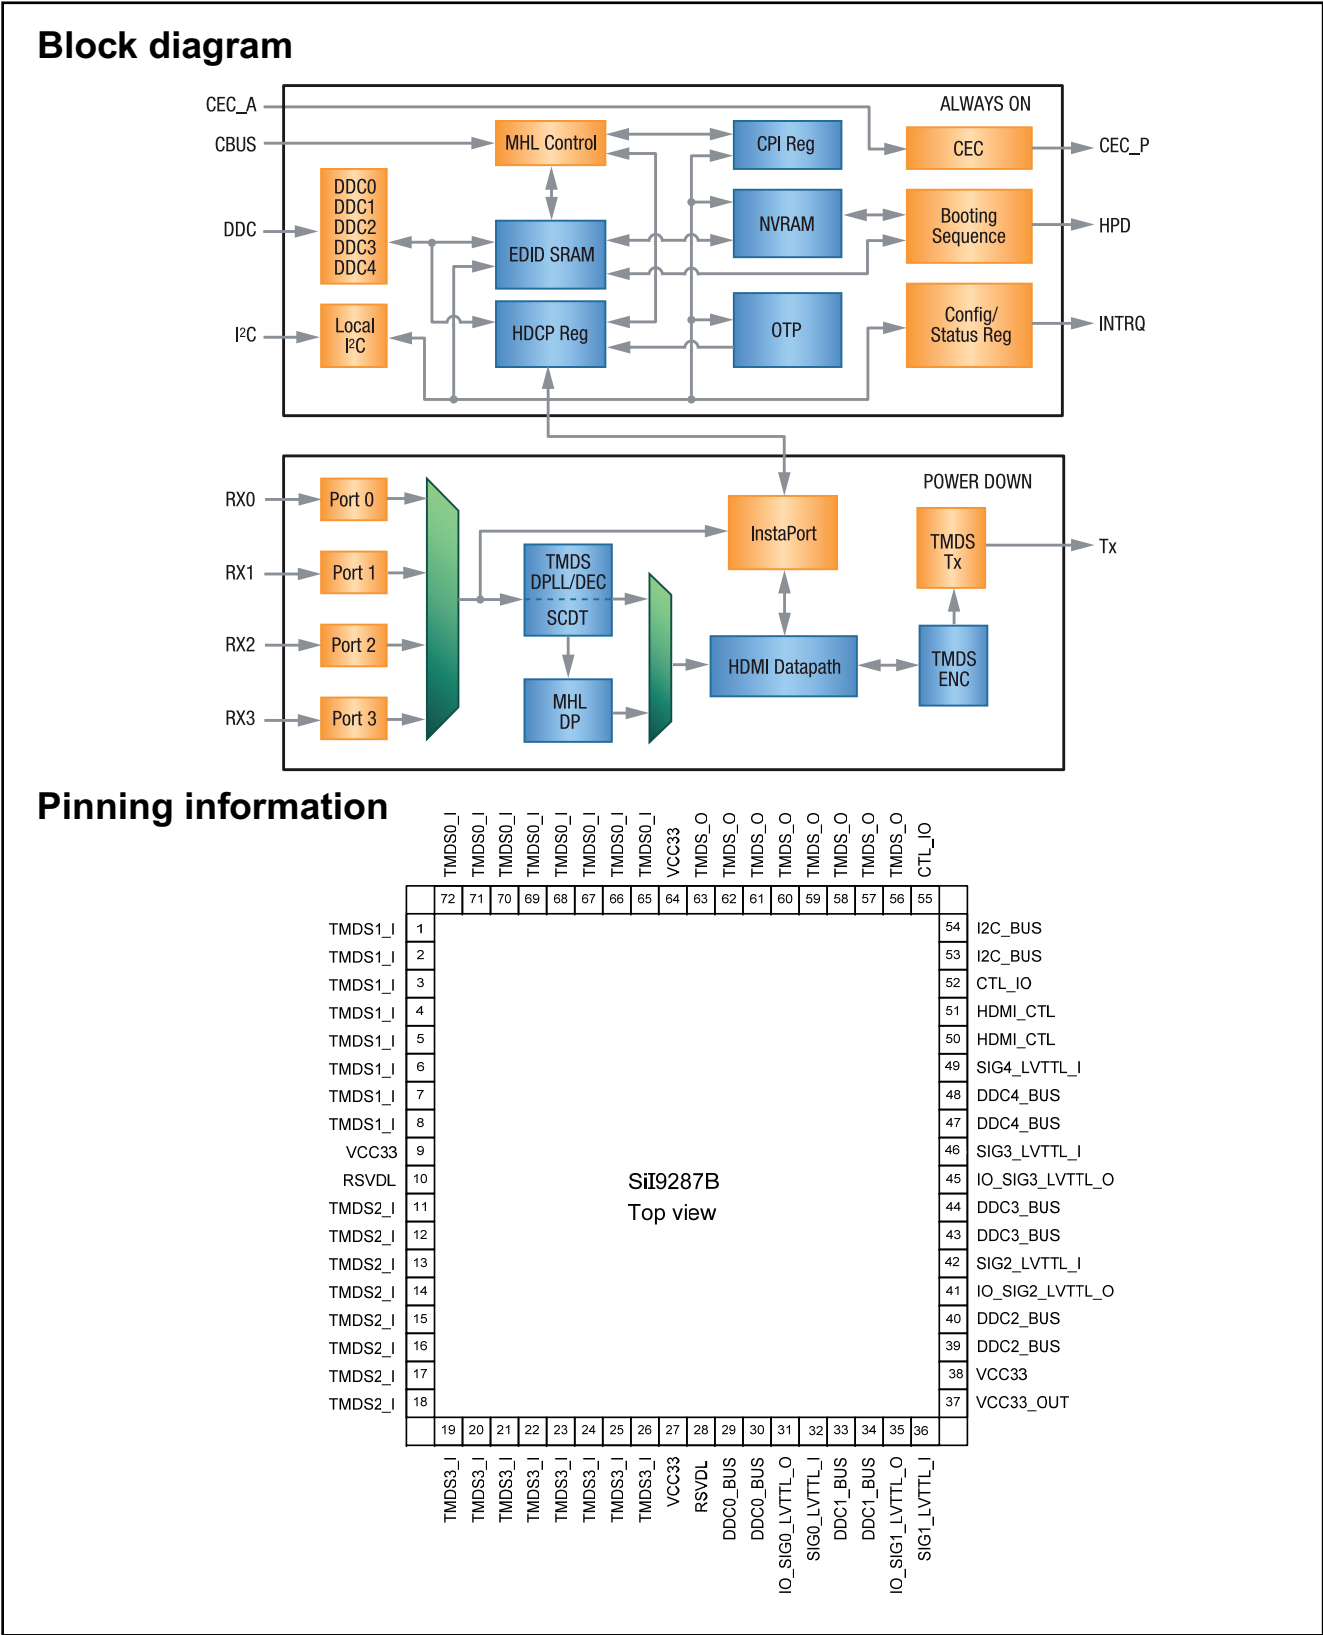 Block diagram
CEC_A
ALWAYS ON
CBUS
MHL Control
CPI Reg
CEC
CEC_P
DDC
DDC0
DDC1
DDC2
DDC3
DDC4
EDID SRAM
NVRAM
Booting
Sequence
HPD
I²C
Local
I²C
HDCP Reg
OTP
Config/
Status Reg
INTRQ
POWER DOWN
RX0
Port 0
RX1
Port 1
RX2
Port 2
RX3
Port 3
TMDS
DPLL/DEC
SCDT
MHL
DP
InstaPort
HDMI Datapath
TMDS
Tx
TMDS
ENC
Tx
Pinning information
TMDS0_I
TMDS0_I
TMDS0_I
TMDS0_I
TMDS0_I
TMDS0_I
TMDS0_I
TMDS0_I
VCC33
TMDS_O
TMDS_O
TMDS_O
TMDS_O
TMDS_O
TMDS_O
TMDS_O
TMDS_O
CTL_IO
72 71 70 69 68 67 66 65 64 63 62 61 60 59 58 57 56 55
TMDS1_I 1
TMDS1_I 2
TMDS1_I 3
TMDS1_I 4
TMDS1_I 5
TMDS1_I 6
TMDS1_I 7
TMDS1_I 8
VCC33 9
RSVDL 10
TMDS2_I 11
TMDS2_I 12
TMDS2_I 13
TMDS2_I 14
TMDS2_I 15
TMDS2_I 16
TMDS2_I 17
TMDS2_I 18
SiI9287B
Top view
54 I2C_BUS
53 I2C_BUS
52 CTL_IO
51 HDMI_CTL
50 HDMI_CTL
49 SIG4_LVTTL_I
48 DDC4_BUS
47 DDC4_BUS
46 SIG3_LVTTL_I
45 IO_SIG3_LVTTL_O
44 DDC3_BUS
43 DDC3_BUS
42 SIG2_LVTTL_I
41 IO_SIG2_LVTTL_O
40 DDC2_BUS
39 DDC2_BUS
38 VCC33
37 VCC33_OUT
19 20 21 22 23 24 25 26 27 28 29 30 31 32 33 34 35 36
TMDS3_I
TMDS3_I
TMDS3_I
TMDS3_I
TMDS3_I
TMDS3_I
TMDS3_I
TMDS3_I
VCC33
RSVDL
DDC0_BUS
DDC0_BUS
IO_SIG0_LVTTL_O
SIG0_LVTTL_I
DDC1_BUS
DDC1_BUS
IO_SIG1_LVTTL_O
SIG1_LVTTL_I